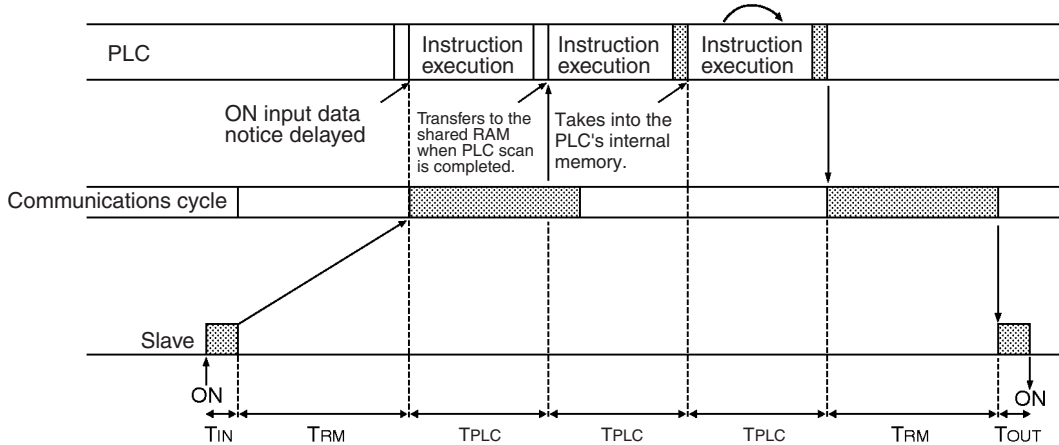 PLC
Instruction
execution
Instruction
execution
Instruction
execution
ON input data
notice delayed
Transfers to the
shared RAM
when PLC scan
is completed.
Takes into the
PLC's internal
memory.
Communications cycle
Slave
ON
ON
TIN
TRM
TPLC
TPLC
TPLC
TRM
TOUT